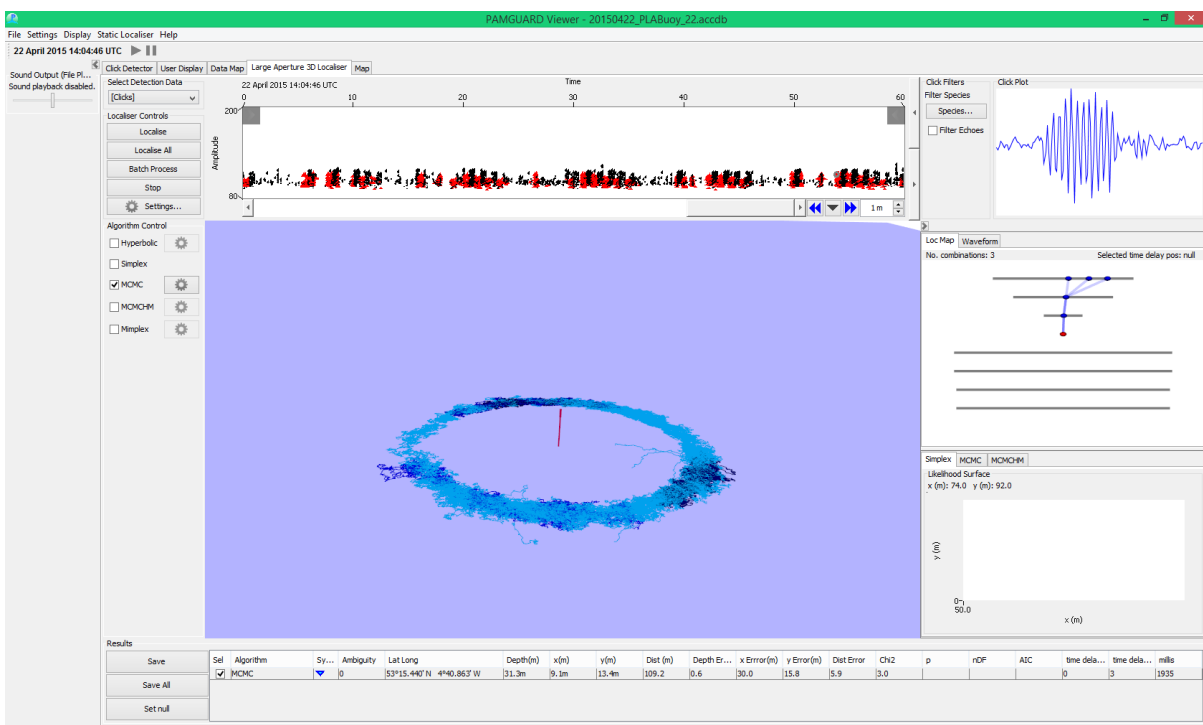 PAMGUARD Viewer - 20150422_PLABuoy_22.accdb
File Settings Display Static Localiser Help
22 April 2015 14:04:46 UTC
Sound Output (File Pl...
Sound playback disabled.
Click Detector User Display Data Map Large Aperture 3D Localiser Map
Select Detection Data
[Clicks]
Localiser Controls
Localise
Localise All
Batch Process
Stop
Settings...
Algorithm Control
Hyperbolic
Simplex
MCMC
MCMCHM
Mimplex
22 April 2015 14:04:46 UTC
Time
0 10 20 30 40 50 60
200
Amplitude
80
1 m
Click Filters
Filter Species
Species...
Filter Echoes
Click Plot
Loc Map Waveform
No. combinations: 3 Selected time delay pos: null
Simplex MCMC MCMCHM
Likelihood Surface
x (m): 74.0 y (m): 92.0
y (m)
0
50.0
x (m)
Results
Save
Save All
Set null
Sel Algorithm Sy... Ambiguity Lat Long Depth(m) x(m) y(m) Dist (m) Depth Er... x Errror(m) y Error(m) Dist Error Chi2 p nDF AIC time dela... time dela... millis
MCMC 0 53°15.440' N 4°40.863' W 31.3m 9.1m 13.4m 109.2 0.6 30.0 15.8 5.9 3.0 0 3 1935